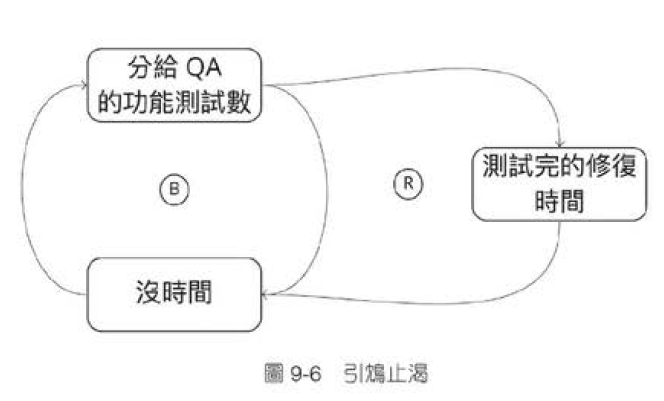 分給 QA
的功能測試數
測試完的修復
時間
B
R
沒時間
圖 9-6 引鴆止渴